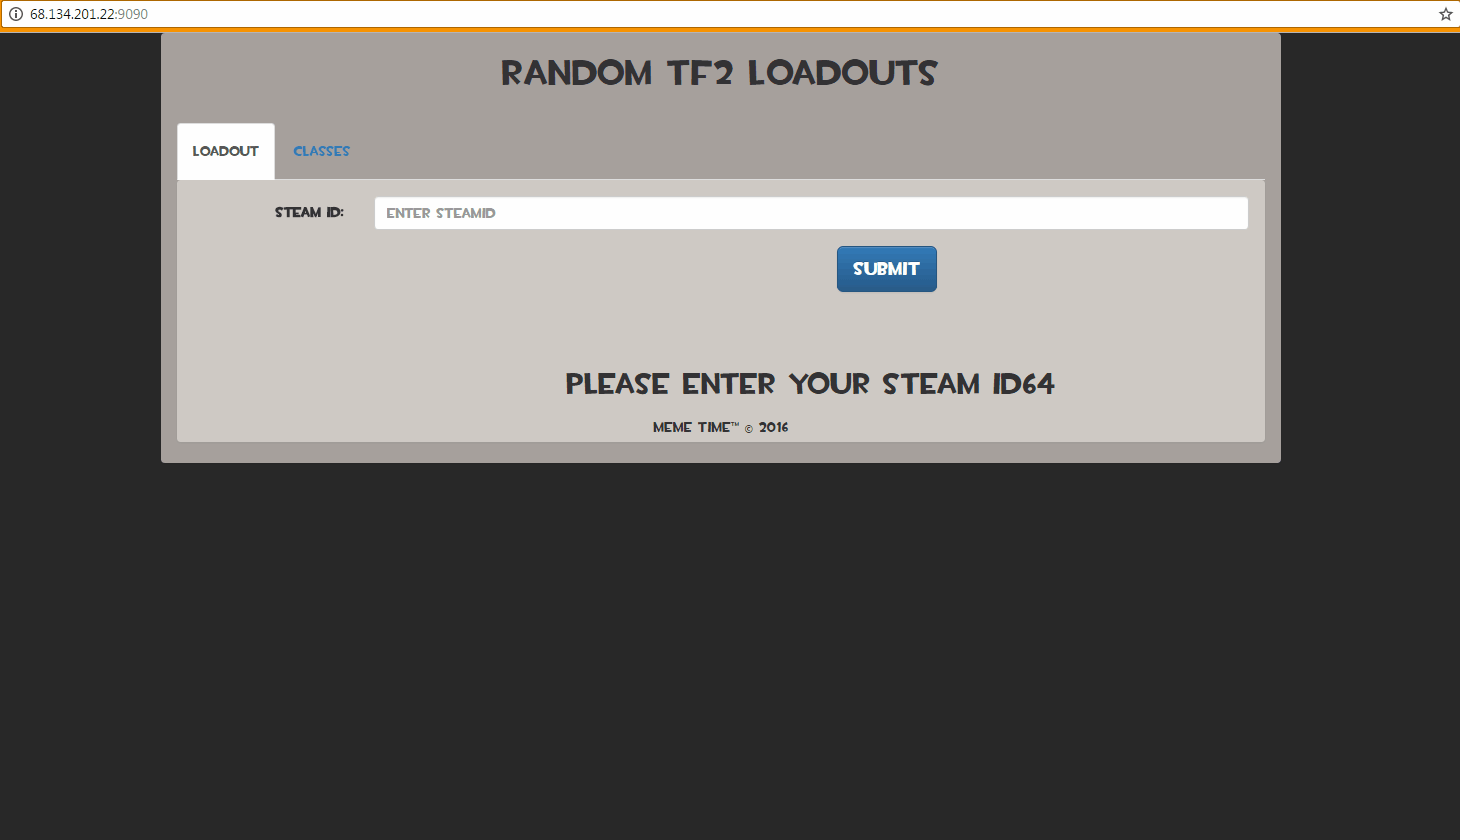 68.134.201.22:9090
RANDOM TF2 LOADOUTS
LOADOUT CLASSES
STEAM ID: ENTER STEAMID
SUBMIT
PLEASE ENTER YOUR STEAM ID64
MEME TIME™ © 2016